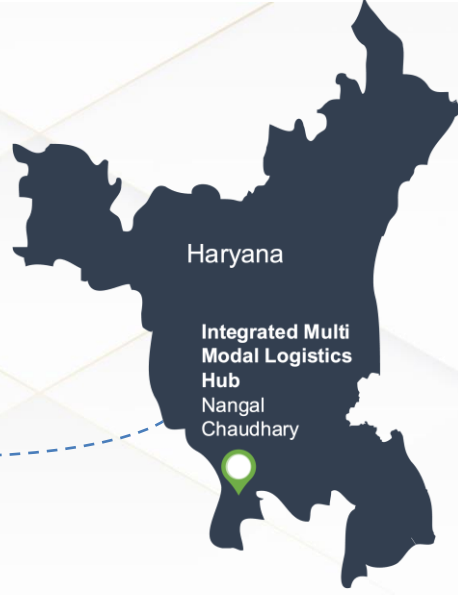 Haryana
Integrated Multi
Modal Logistics
Hub
Nangal
Chaudhary